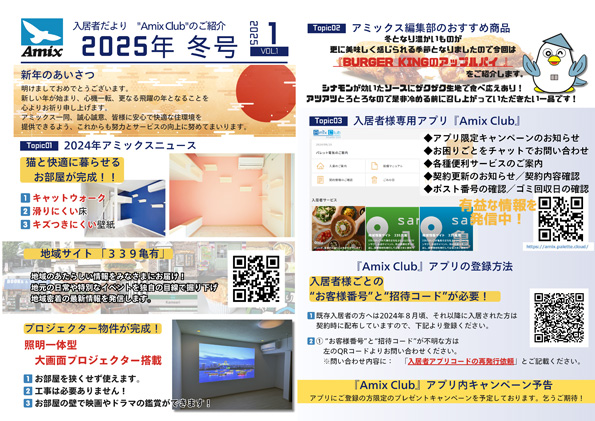 Amix
入居者だより "Amix Club"のご紹介
2025年 冬号
2025
1
VOL.1
新年のあいさつ
明けましておめでとうございます。
新しい年が始まり、心機一転、更なる飛躍の年となることを
心よりお祈り申し上げます。
アミックス一同、誠心誠意、皆様に安心で快適な住環境を
提供できるよう、これからも努力とサービスの向上に努めてまいります。
Topic01 2024年アミックスニュース
猫と快適に暮らせる
お部屋が完成!!
1 キャットウォーク
2 滑りにくい床
3 キズつきにくい壁紙
地域サイト「339亀有」
地域のあたらしい情報をみなさまにお届け!
地元の日常や特別なイベントを独自の目線で掘り下げ
地域密着の最新情報を発信します。
プロジェクター物件が完成!
照明一体型
大画面プロジェクター搭載
1 お部屋を狭くせず使えます。
2 工事は必要ありません!
3 お部屋の壁で映画やドラマの鑑賞ができます!
Topic02 アミックス編集部のおすすめ商品
そとなり温かいものが
更に美味しく感じられる季節となりましたので今回は
『BURGER KINGのアップルパイ』
をご紹介します。
シナモンが効いたソースにザクザク生地で食べ応えあり!
アツアツとろとろなので是非冷める前に召し上がっていただきたい一品です!
Topic03 入居者様専用アプリ『Amix Club』
◆アプリ限定キャンペーンのお知らせ
◆お困りごとをチャットでお問い合わせ
◆各種便利サービスのご案内
◆契約更新のお知らせ/契約内容確認
◆ポスト番号の確認/ゴミ回収日の確認
入居者サービス
有益な情報を
発信中!
https://amix.paletto.cloud/
『Amix Club』アプリの登録方法
入居者様ごとの
"お客様番号"と"招待コード"が必要!
1 既存入居者の方へは2024年8月頃、それ以降に入居された方は
契約時に配布していますので、下記より登録ください。
2 ① "お客様番号"と"招待コード"が不明な方は
左のQRコードよりお問い合わせください。
※問い合わせ内容に:「入居者アプリコードの再発行依頼」とご記載ください。
『Amix Club』アプリ内キャンペーン予告
アプリにご登録の方限定のプレゼントキャンペーンを予定しております。乞うご期待!